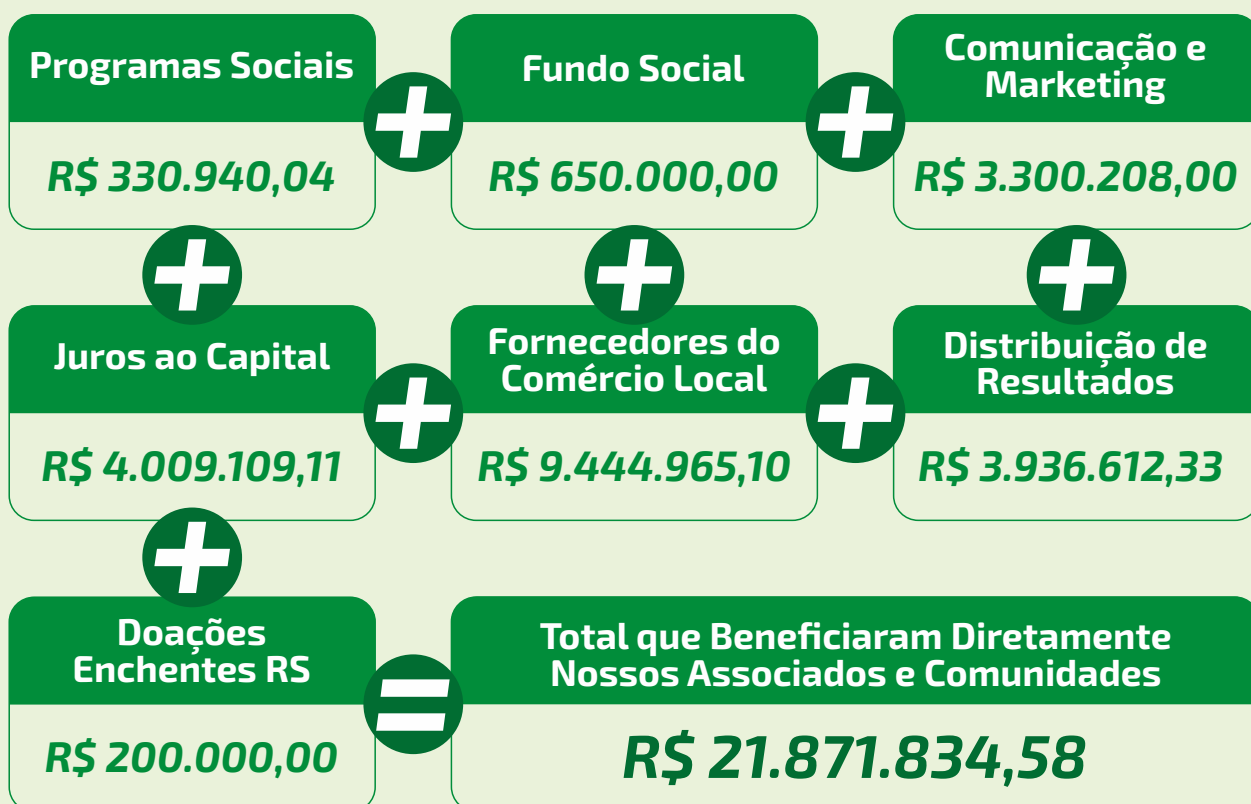 Programas Sociais
R$ 330.940,04
+
Fundo Social
R$ 650.000,00
+
Comunicação e
Marketing
R$ 3.300.208,00
+
+
+
Juros ao Capital
R$ 4.009.109,11
+
Fornecedores do
Comércio Local
R$ 9.444.965,10
+
Distribuição de
Resultados
R$ 3.936.612,33
+
Doações
Enchentes RS
R$ 200.000,00
=
Total que Beneficiaram Diretamente
Nossos Associados e Comunidades
R$ 21.871.834,58